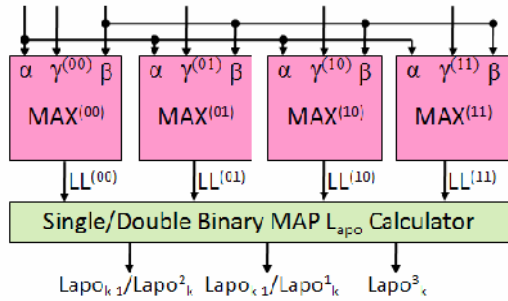 α γ(00) β α γ(01) β α γ(10) β α γ(11) β
MAX(00) MAX(01) MAX(10) MAX(11)
LL(00) LL(01) LL(10) LL(11)
Single/Double Binary MAP Lapo Calculator
Lapok,1/Lapo2k Lapok,1/Lapo1k Lapo3k